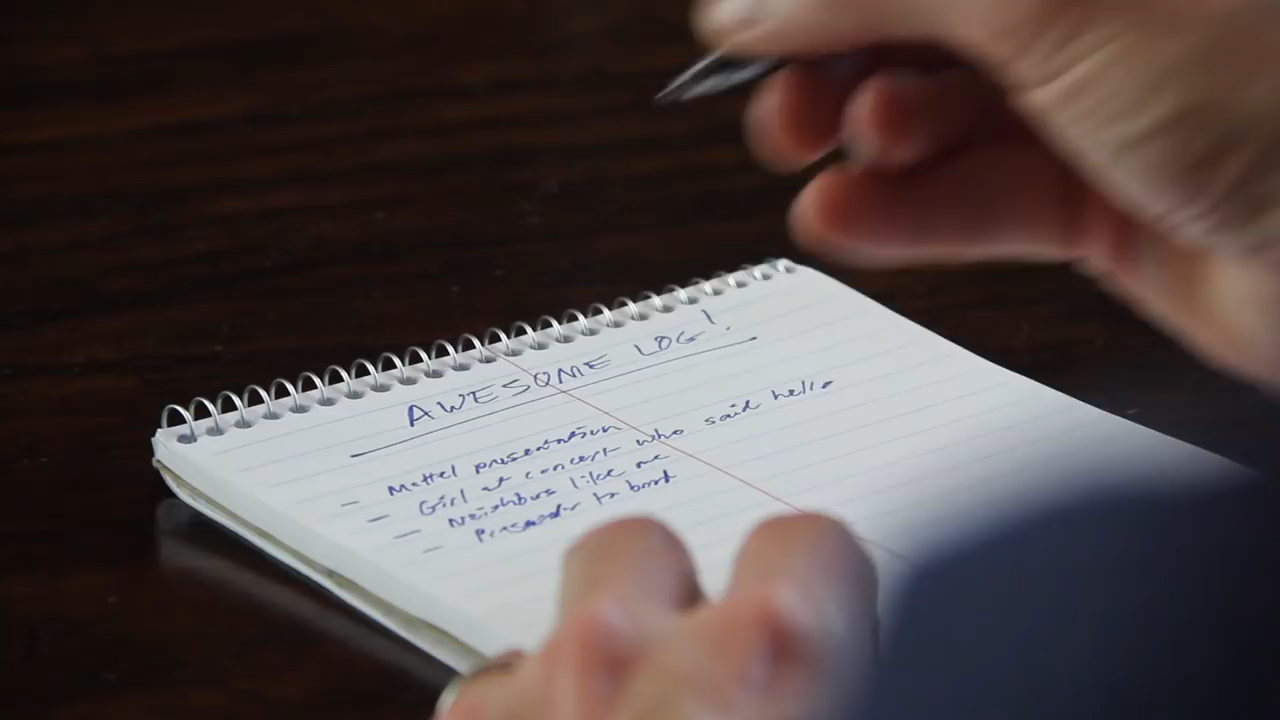 AWESOME LOG!
- Mattel presentation
- Girl at concert who said hello
- Neighbors like me
- to board